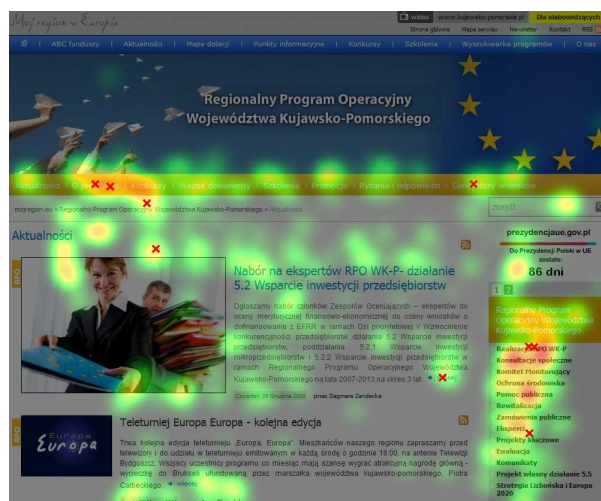 Mój region w Europie
wideo www.kujawsko-pomorskie.pl Dla słabowidzących
Strona główna Mapa serwisu Newsletter Kontakt RSS
ABC funduszy | Aktualności | Mapa dotacji | Punkty informacyjne | Konkursy | Szkolenia | Wyszukiwarka programów | O nas
Regionalny Program Operacyjny
Województwa Kujawsko-Pomorskiego
Aktualności | O | Konkursy | Ważne dokumenty | Szkolenia | Promocja | Pytania i odpowiedzi | wniosków
mojregion.eu » Regionalny Program Operacyjny Województwa Kujawsko-Pomorskiego » Aktualności
znajdź
Aktualności
RPO
Nabór na ekspertów RPO WK-P- działanie
5.2 Wsparcie inwestycji przedsiębiorstw
Ogłaszamy nabór członków Zespołów Oceniających – ekspertów do
oceny merytorycznej finansowo-ekonomicznej do oceny wniosków o
dofinansowanie z EFRR w ramach Osi priorytetowej V Wzmocnienie
konkurencyjności przedsiębiorstw działania 5.2 Wsparcie inwestycji
przedsiębiorstw, poddziałania 5.2.1 Wsparcie inwestycji
mikroprzedsiębiorstw i 5.2.2 Wsparcie inwestycji przedsiębiorstw w
ramach Regionalnego Programu Operacyjnego Województwa
Kujawsko-Pomorskiego na lata 2007-2013 na okres 3 lat.
Czwartek 09 Grudnia 2010 przez Dagmara Zandecka
RPO
Europa Europa
Teleturniej Europa Europa - kolejna edycja
Trwa kolejna edycja teleturnieju „Europa, Europa". Mieszkańców naszego regionu zapraszamy przed
telewizory i do udziału w teleturnieju emitowanym w każdą środę o godzinie 18:00, na antenie Telewizji
Bydgoszcz. Wszyscy uczestnicy programu co miesiąc mają szansę wygrać atrakcyjną nagrodę główną -
wycieczkę do Brukseli ufundowaną przez marszałka województwa kujawsko-pomorskiego, Piotra
Całbeckiego. więcej
prezydencjaue.gov.pl
Do Prezydencji Polski w UE
zostało:
86 dni
1 2
Regionalny Program
Operacyjny Województwa
Kujawsko-Pomorskiego
Realizacja RPO WK-P
Konsultacje społeczne
Komitet Monitorujący
Ochrona środowiska
Pomoc publiczna
Rewitalizacja
Zamówienia publiczne
Eksperci
Projekty kluczowe
Ewaluacja
Komunikaty
Projekt własny działanie 5.5
Strategia Lizbońska i Europa
2020